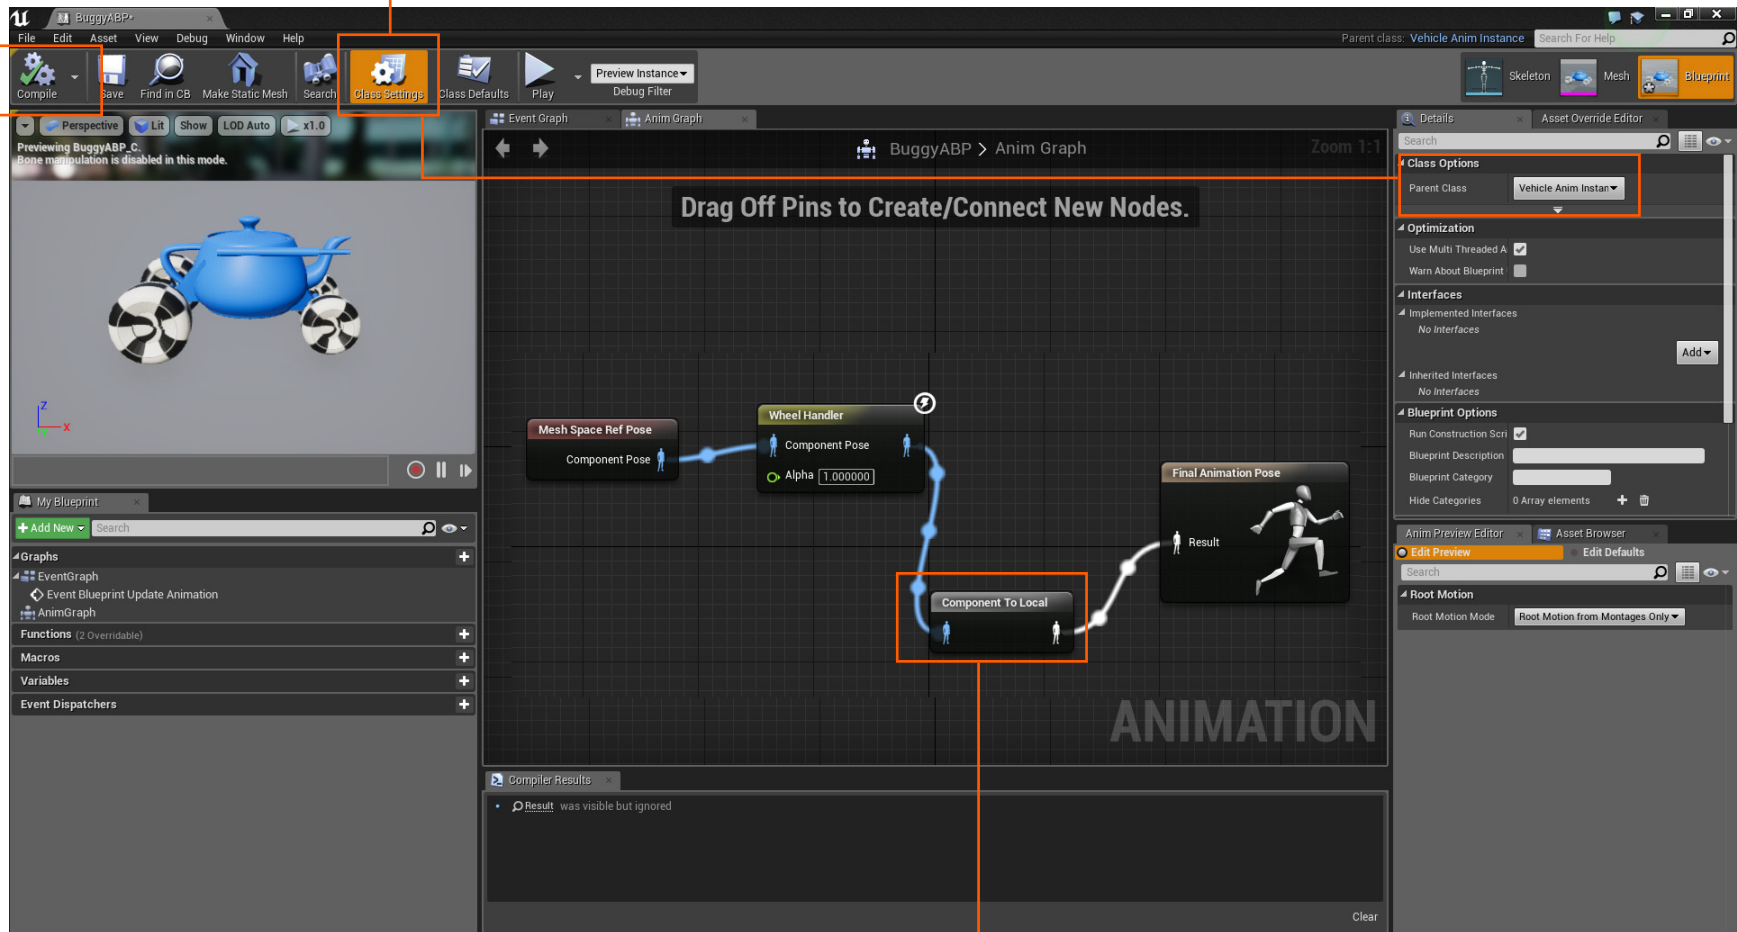 BuggyABP*
File Edit Asset View Debug Window Help
Parent class: Vehicle Anim Instance
Search For Help
Compile
Save
Find in CB
Make Static Mesh
Search
Class Settings
Class Defaults
Play
Preview Instance
Debug Filter
Skeleton
Mesh
Blueprint
Perspective
Lit
Show
LOD Auto
x1.0
Previewing BuggyABP_C.
Bone manipulation is disabled in this mode.
Z
X
My Blueprint
Add New
Search
Graphs
EventGraph
Event Blueprint Update Animation
AnimGraph
Functions (2 Overridable)
Macros
Variables
Event Dispatchers
Event Graph
Anim Graph
BuggyABP > Anim Graph
Zoom 1:1
Drag Off Pins to Create/Connect New Nodes.
Mesh Space Ref Pose
Component Pose
Wheel Handler
Component Pose
Alpha 1.000000
Component To Local
Final Animation Pose
Result
ANIMATION
Compiler Results
Result was visible but ignored
Clear
Details
Asset Override Editor
Search
Class Options
Parent Class
Vehicle Anim Instan
Optimization
Use Multi Threaded A
Warn About Blueprint
Interfaces
Implemented Interfaces
No Interfaces
Add
Inherited Interfaces
No Interfaces
Blueprint Options
Run Construction Scri
Blueprint Description
Blueprint Category
Hide Categories
0 Array elements
Anim Preview Editor
Asset Browser
Edit Preview
Edit Defaults
Search
Root Motion
Root Motion Mode
Root Motion from Montages Only